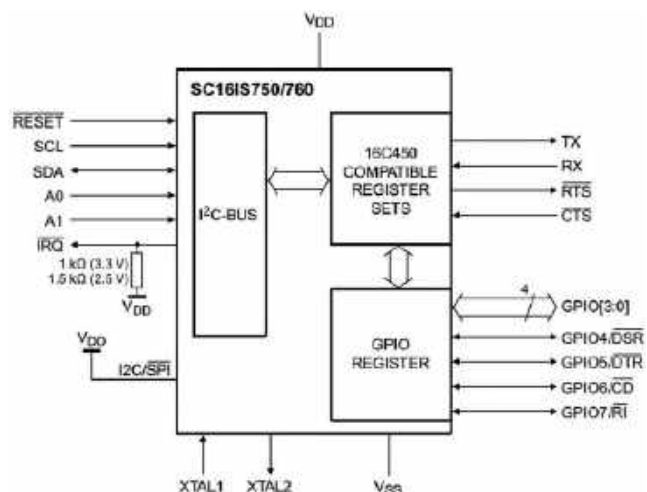 VDD
SC16IS750/760
RESET
SCL
SDA
A0
A1
IRQ
1 kΩ (3.3 V)
1.5 kΩ (2.5 V)
VDD
VDD
I2C/SPI
I²C-BUS
16C450
COMPATIBLE
REGISTER
SETS
TX
RX
RTS
CTS
GPIO
REGISTER
4
GPIO[3:0]
GPIO4/DSR
GPIO5/DTR
GPIO6/CD
GPIO7/RI
XTAL1
XTAL2
VSS